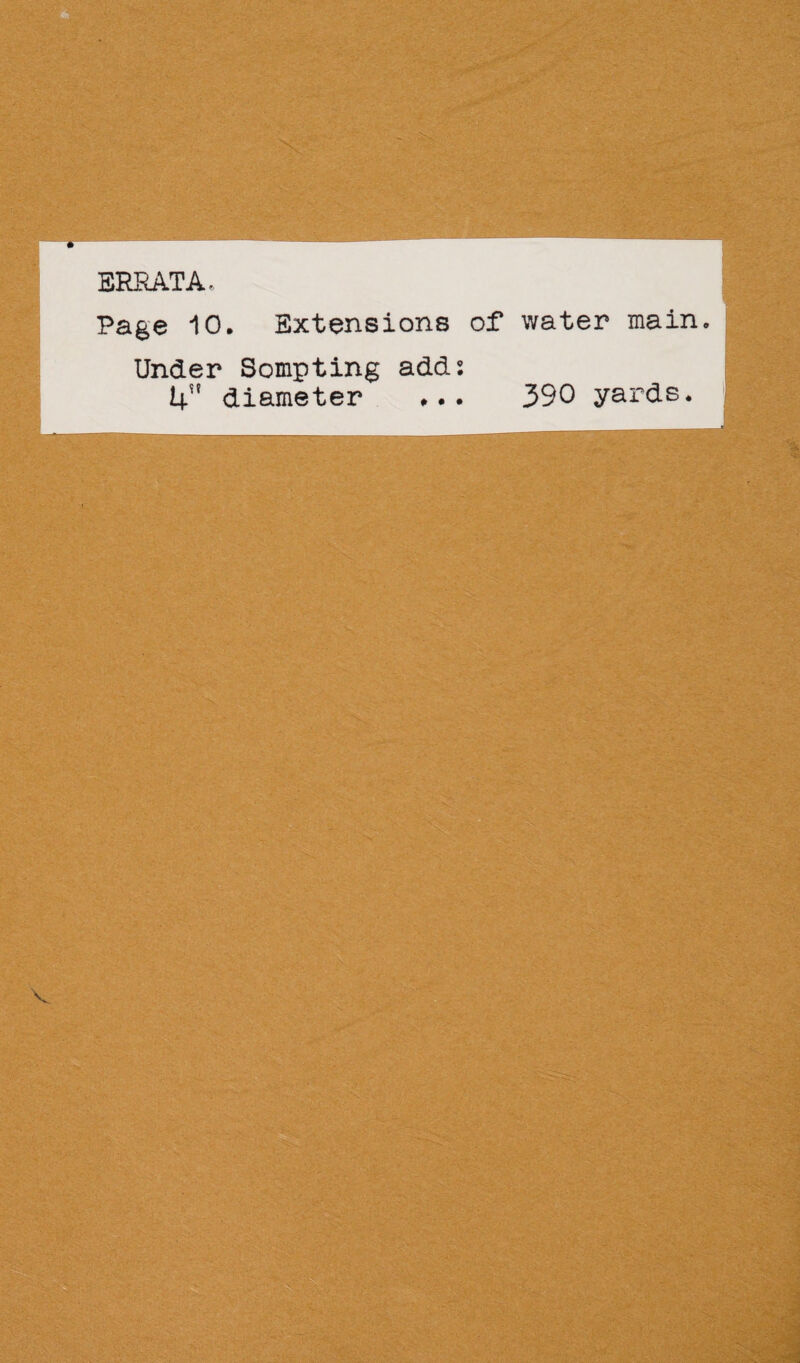 ERRATA.
Page 10. Extensions of water main.
Under Sompting add:
4" diameter ... 390 yards.